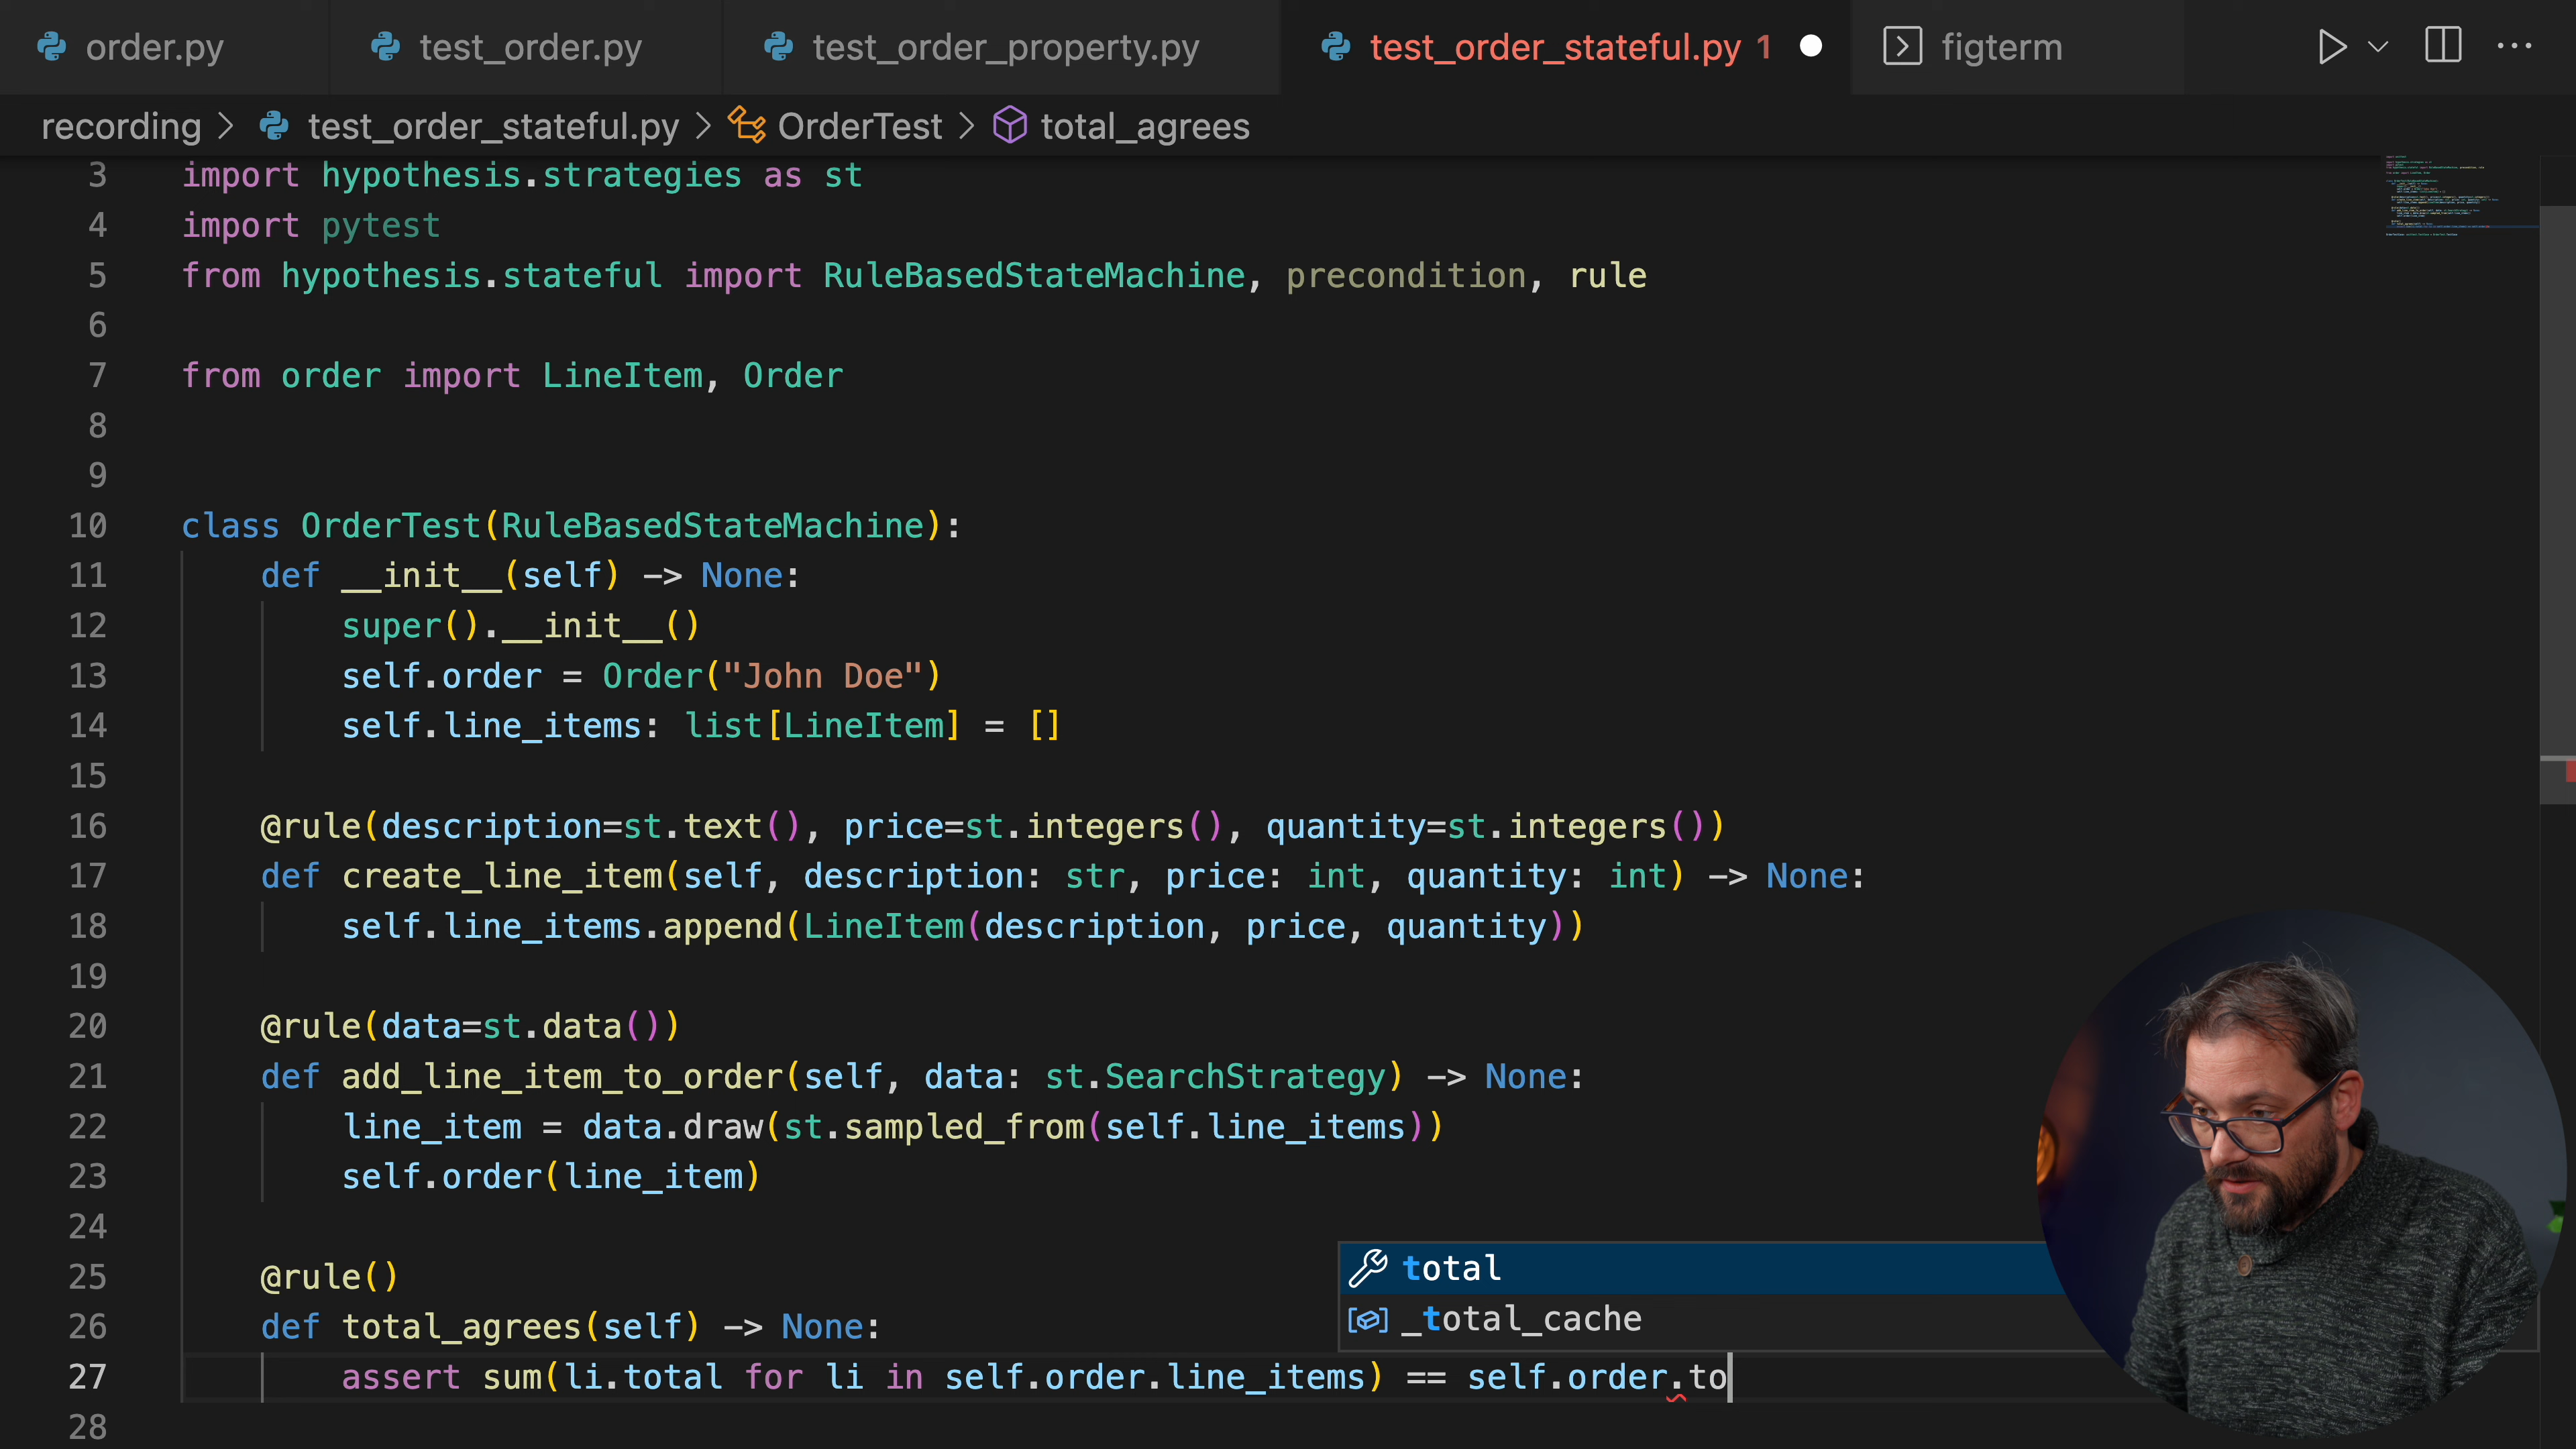 order.py test_order.py test_order_property.py test_order_stateful.py 1 figterm
recording > test_order_stateful.py > OrderTest > total_agrees
3 import hypothesis.strategies as st
4 import pytest
5 from hypothesis.stateful import RuleBasedStateMachine, precondition, rule
6
7 from order import LineItem, Order
8
9
10 class OrderTest(RuleBasedStateMachine):
11 def __init__(self) -> None:
12 super().__init__()
13 self.order = Order("John Doe")
14 self.line_items: list[LineItem] = []
15
16 @rule(description=st.text(), price=st.integers(), quantity=st.integers())
17 def create_line_item(self, description: str, price: int, quantity: int) -> None:
18 self.line_items.append(LineItem(description, price, quantity))
19
20 @rule(data=st.data())
21 def add_line_item_to_order(self, data: st.SearchStrategy) -> None:
22 line_item = data.draw(st.sampled_from(self.line_items))
23 self.order(line_item)
24
25 @rule()
total
26 def total_agrees(self) -> None:
_total_cache
27 assert sum(li.total for li in self.order.line_items) == self.order.to
28